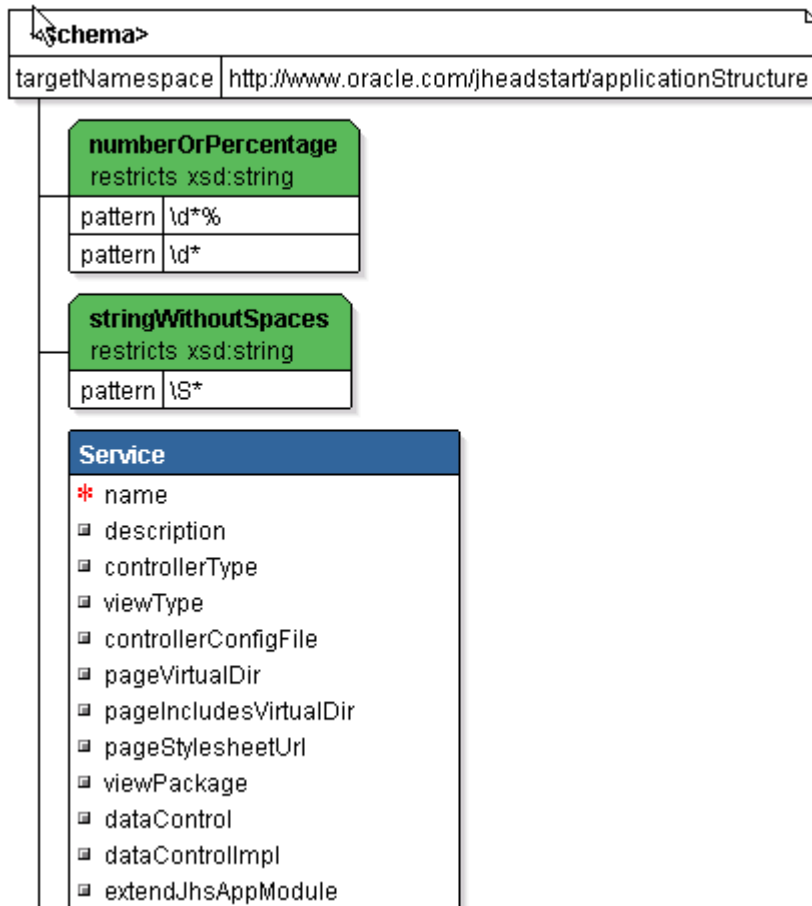 <schema>
targetNamespace http://www.oracle.com/jheadstart/applicationStructure
numberOrPercentage
restricts xsd:string
pattern \d*%
pattern \d*
stringWithoutSpaces
restricts xsd:string
pattern \S*
Service
* name
description
controllerType
viewType
controllerConfigFile
pageVirtualDir
pageIncludesVirtualDir
pageStylesheetUrl
viewPackage
dataControl
dataControlImpl
extendJhsAppModule